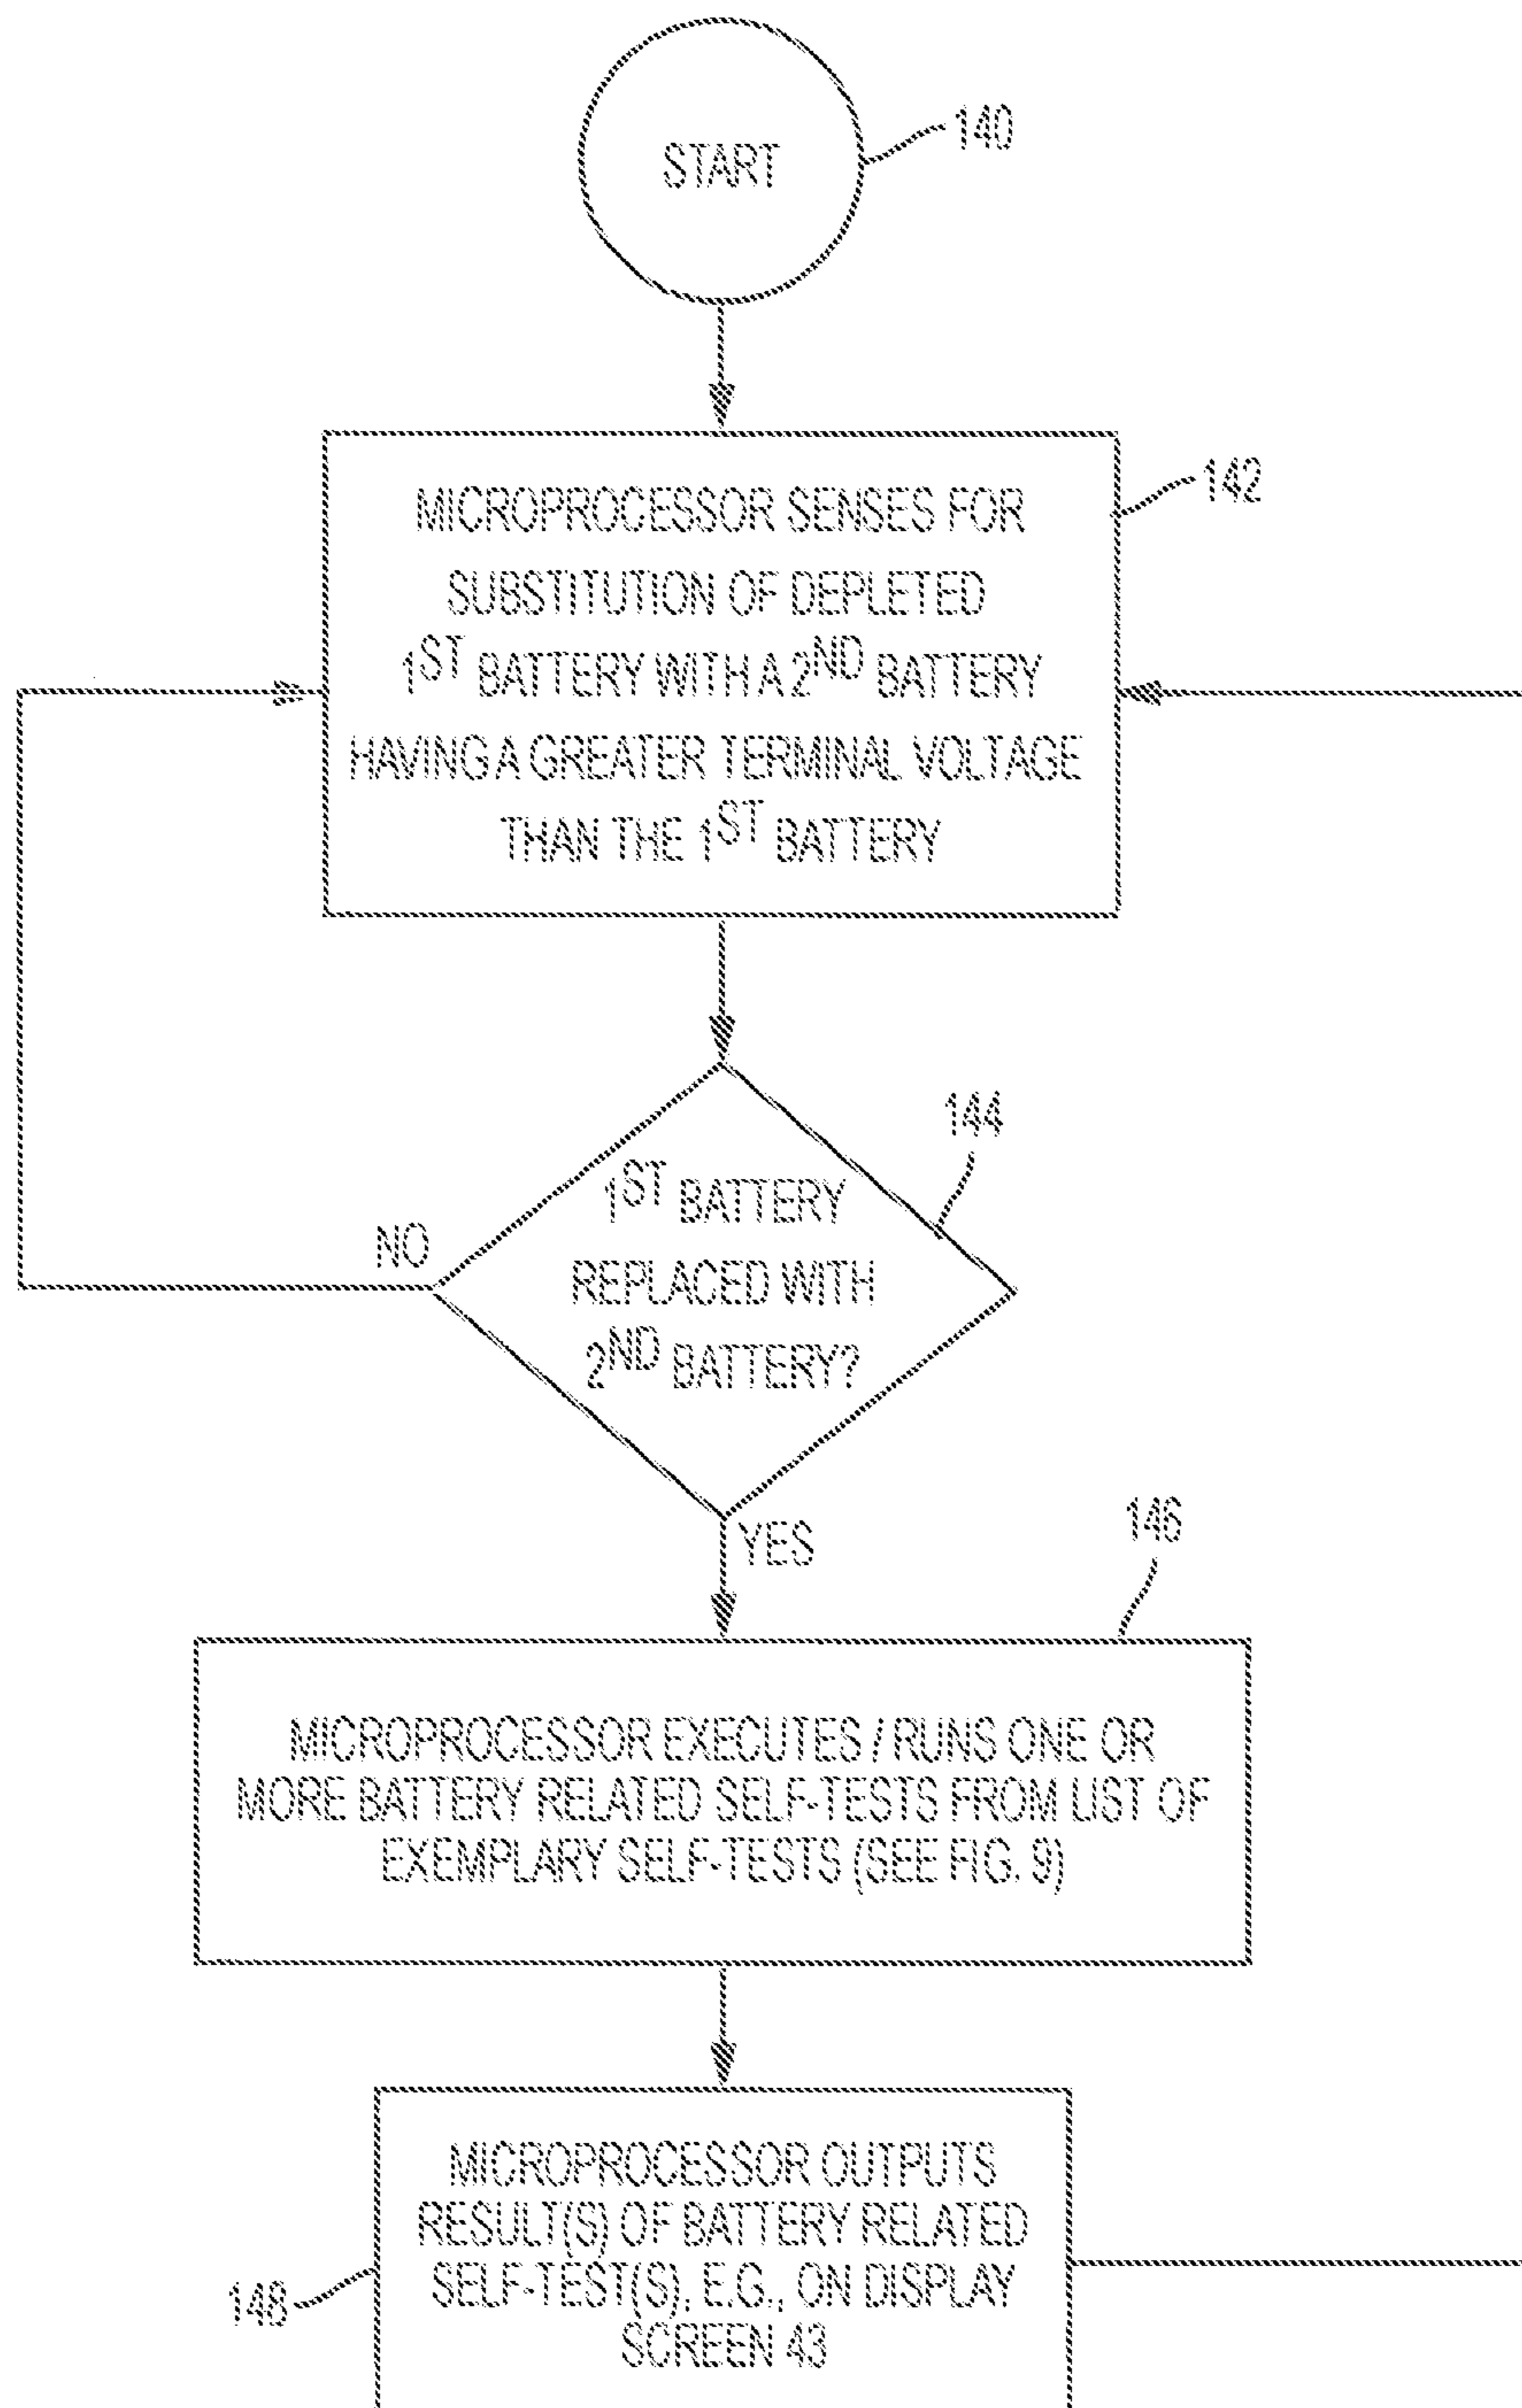 START
140
MICROPROCESSOR SENSES FOR
SUBSTITUTION OF DEPLETED
1ST BATTERY WITH A 2ND BATTERY
HAVING A GREATER TERMINAL VOLTAGE
THAN THE 1ST BATTERY
142
1ST BATTERY
REPLACED WITH
2ND BATTERY?
144
NO
YES
146
MICROPROCESSOR EXECUTES / RUNS ONE OR
MORE BATTERY RELATED SELF-TESTS FROM LIST OF
EXEMPLARY SELF-TESTS (SEE FIG. 9)
MICROPROCESSOR OUTPUTS
RESULT(S) OF BATTERY RELATED
SELF-TEST(S), E.G., ON DISPLAY
SCREEN 43
148